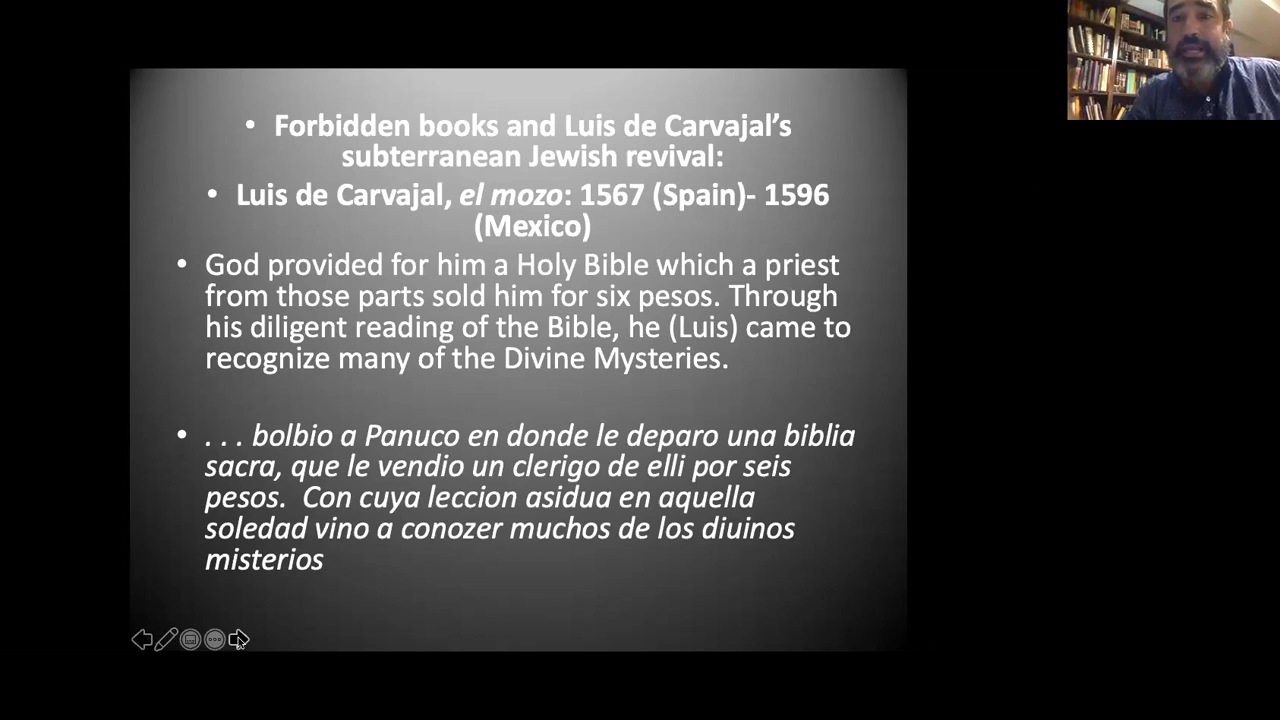 • Forbidden books and Luis de Carvajal’s
subterranean Jewish revival:
• Luis de Carvajal, el mozo: 1567 (Spain)- 1596
(Mexico)
• God provided for him a Holy Bible which a priest
from those parts sold him for six pesos. Through
his diligent reading of the Bible, he (Luis) came to
recognize many of the Divine Mysteries.
• . . . bolbio a Panuco en donde le deparo una biblia
sacra, que le vendio un clerigo de elli por seis
pesos.  Con cuya leccion asidua en aquella
soledad vino a conozer muchos de los diuinos
misterios